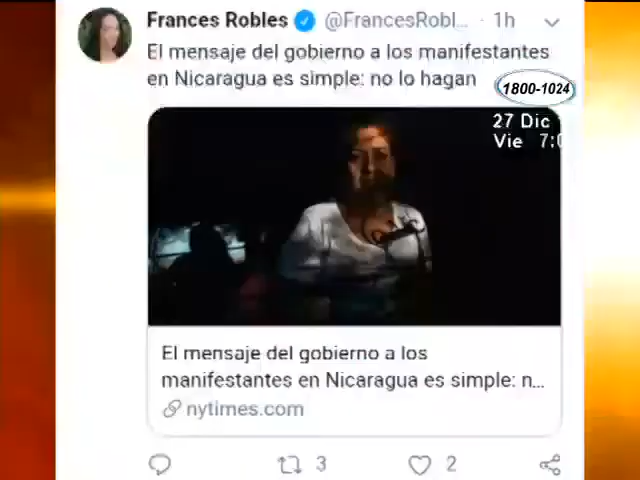 Frances Robles @FrancesRobl... · 1h
El mensaje del gobierno a los manifestantes
en Nicaragua es simple: no lo hagan
1800-1024
27 Dic
Vie 7:0
El mensaje del gobierno a los
manifestantes en Nicaragua es simple: n...
nytimes.com
3 2